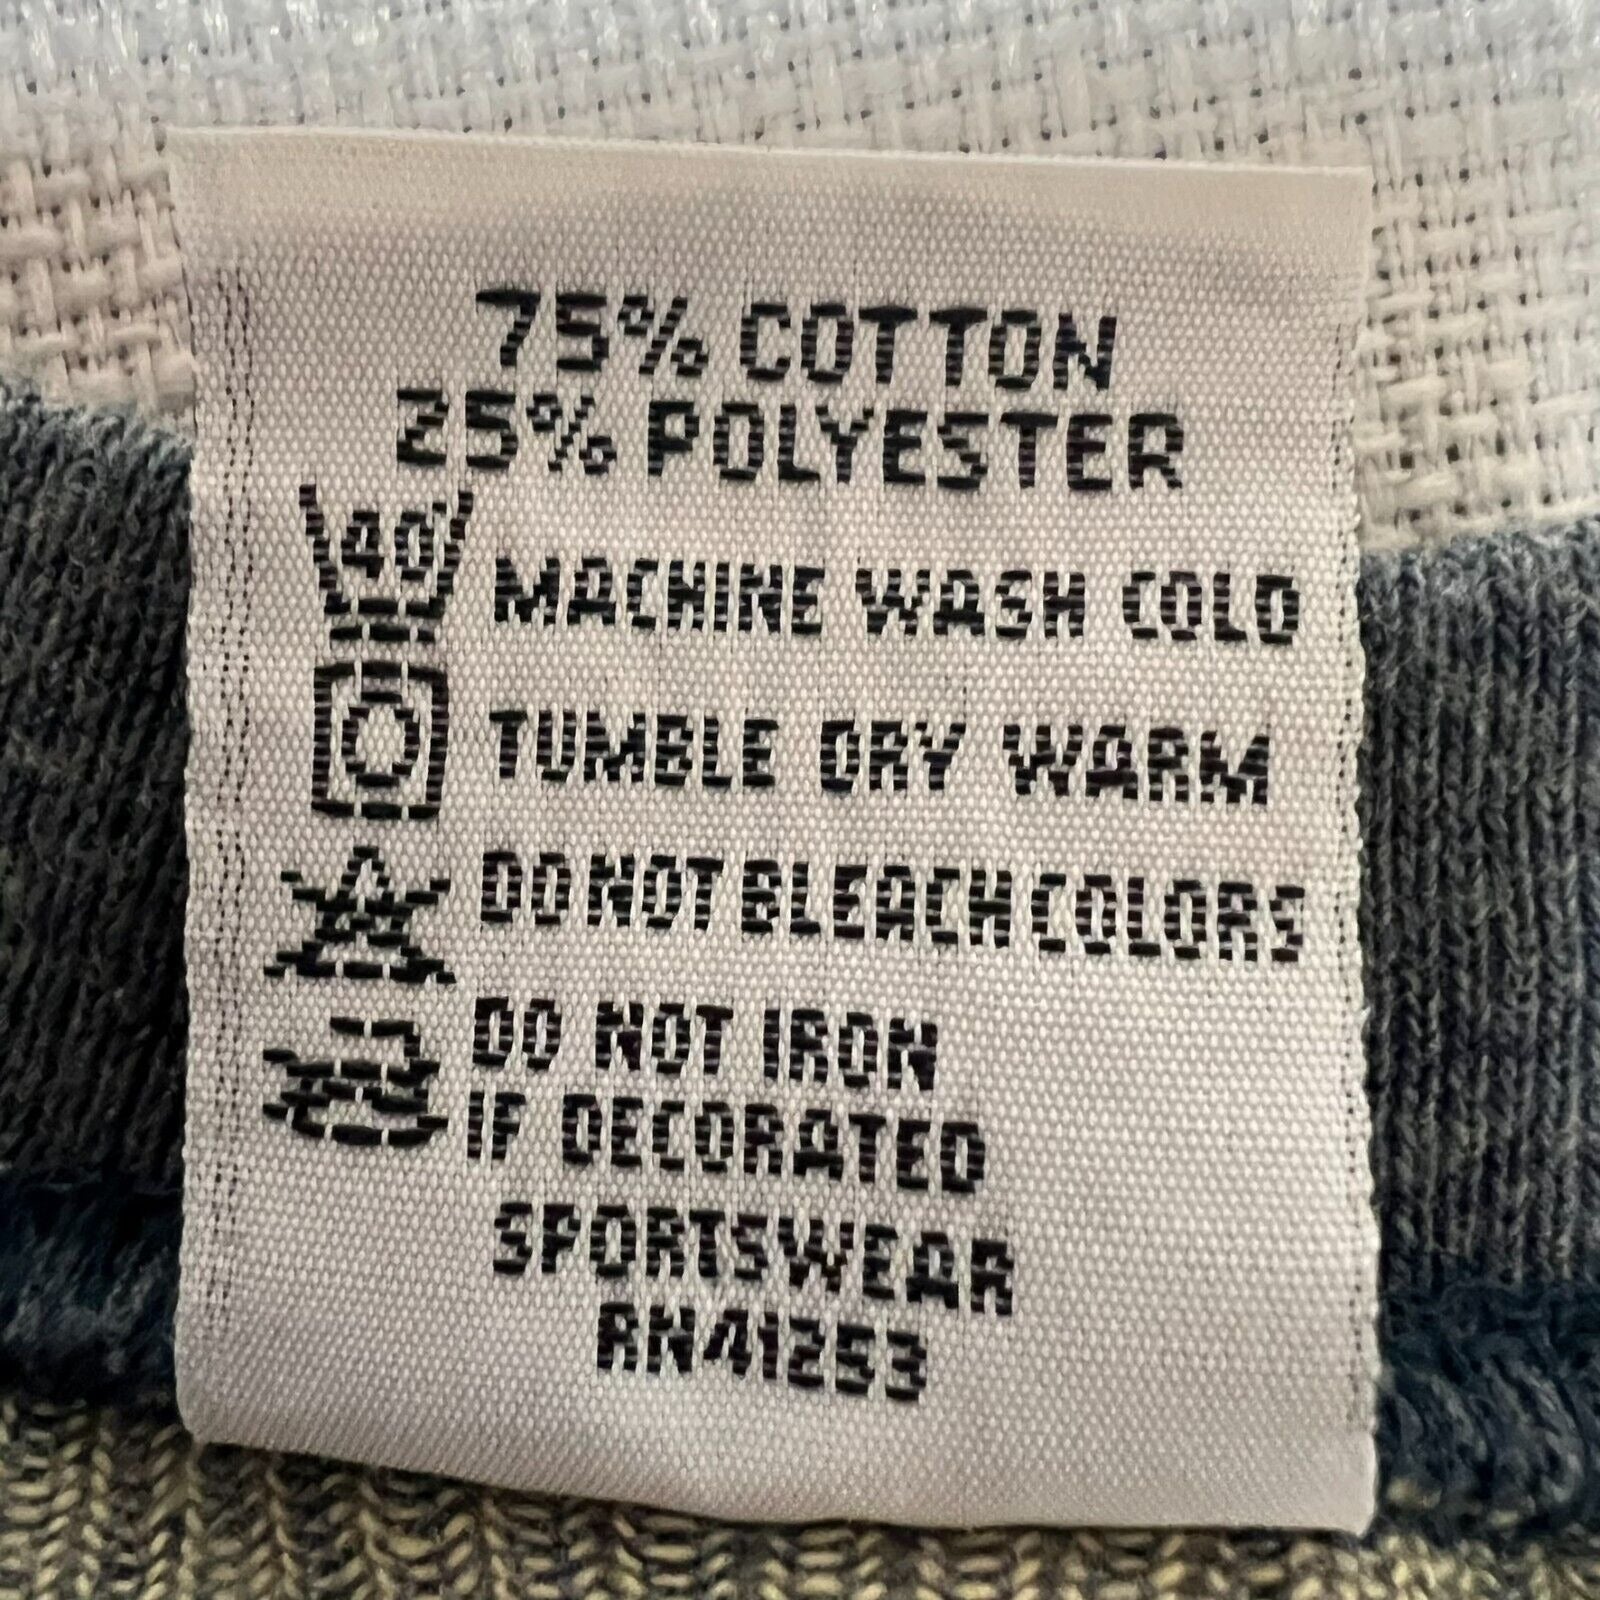 75% COTTON
25% POLYESTER
40° MACHINE WASH COLD
TUMBLE DRY WARM
DO NOT BLEACH COLORS
DO NOT IRON
IF DECORATED
SPORTSWEAR
RN41253